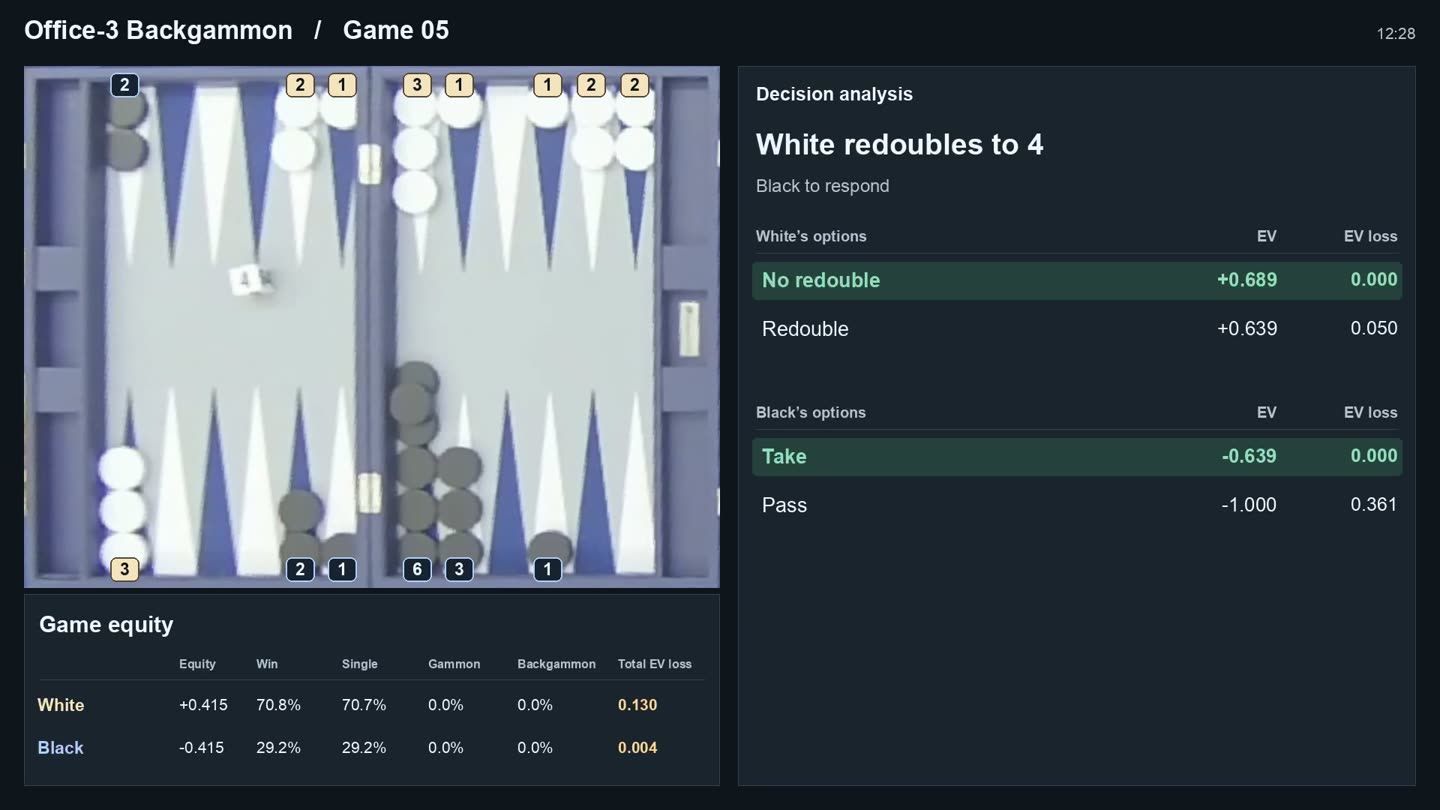 Office-3 Backgammon / Game 05
12:28
2 2 1 3 1 1 2 2
4
3 2 1 6 3 1
Game equity
Equity Win Single Gammon Backgammon Total EV loss
White +0.415 70.8% 70.7% 0.0% 0.0% 0.130
Black -0.415 29.2% 29.2% 0.0% 0.0% 0.004
Decision analysis
White redoubles to 4
Black to respond
White's options EV EV loss
No redouble +0.689 0.000
Redouble +0.639 0.050
Black's options EV EV loss
Take -0.639 0.000
Pass -1.000 0.361